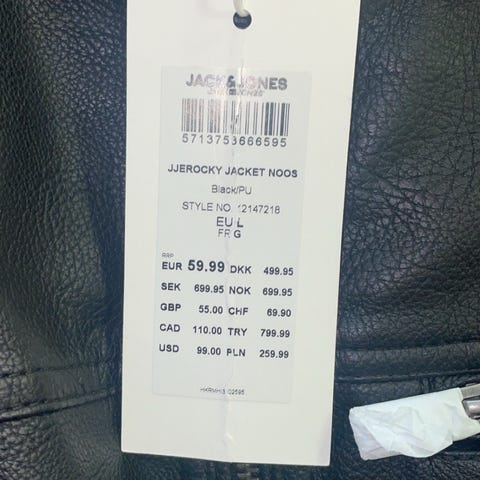 JACK&JONES
5713753666595
JJEROCKY JACKET NOOS
Black/PU
STYLE NO. 12147218
EU L
FR G
RRP
EUR 59.99 DKK 499.95
SEK 699.95 NOK 699.95
GBP 55.00 CHF 69.90
CAD 110.00 TRY 799.99
USD 99.00 PLN 259.99